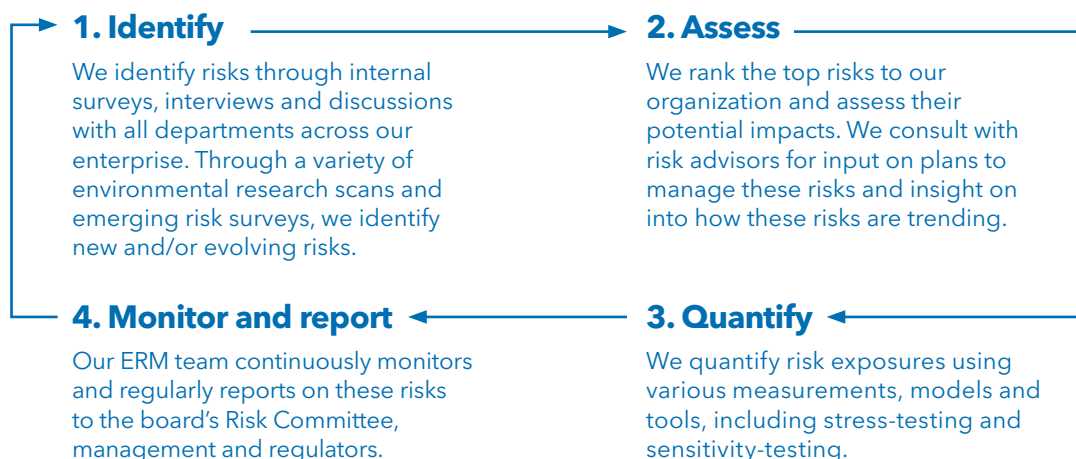 1. Identify
We identify risks through internal
surveys, interviews and discussions
with all departments across our
enterprise. Through a variety of
environmental research scans and
emerging risk surveys, we identify
new and/or evolving risks.
2. Assess
We rank the top risks to our
organization and assess their
potential impacts. We consult with
risk advisors for input on plans to
manage these risks and insight on
into how these risks are trending.
3. Quantify
We quantify risk exposures using
various measurements, models and
tools, including stress-testing and
sensitivity-testing.
4. Monitor and report
Our ERM team continuously monitors
and regularly reports on these risks
to the board’s Risk Committee,
management and regulators.